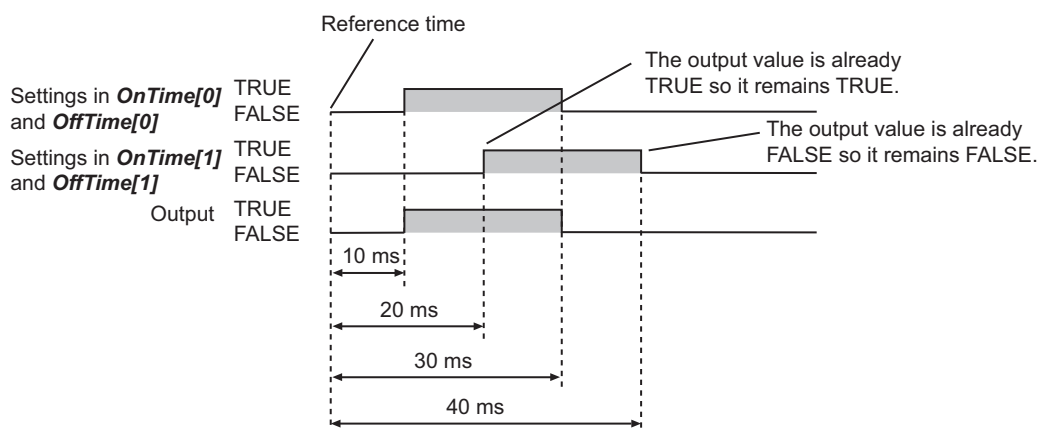 Reference time
The output value is already
TRUE so it remains TRUE.
Settings in OnTime[0]
and OffTime[0]
TRUE
FALSE
The output value is already
FALSE so it remains FALSE.
Settings in OnTime[1]
and OffTime[1]
TRUE
FALSE
Output
TRUE
FALSE
10 ms
20 ms
30 ms
40 ms